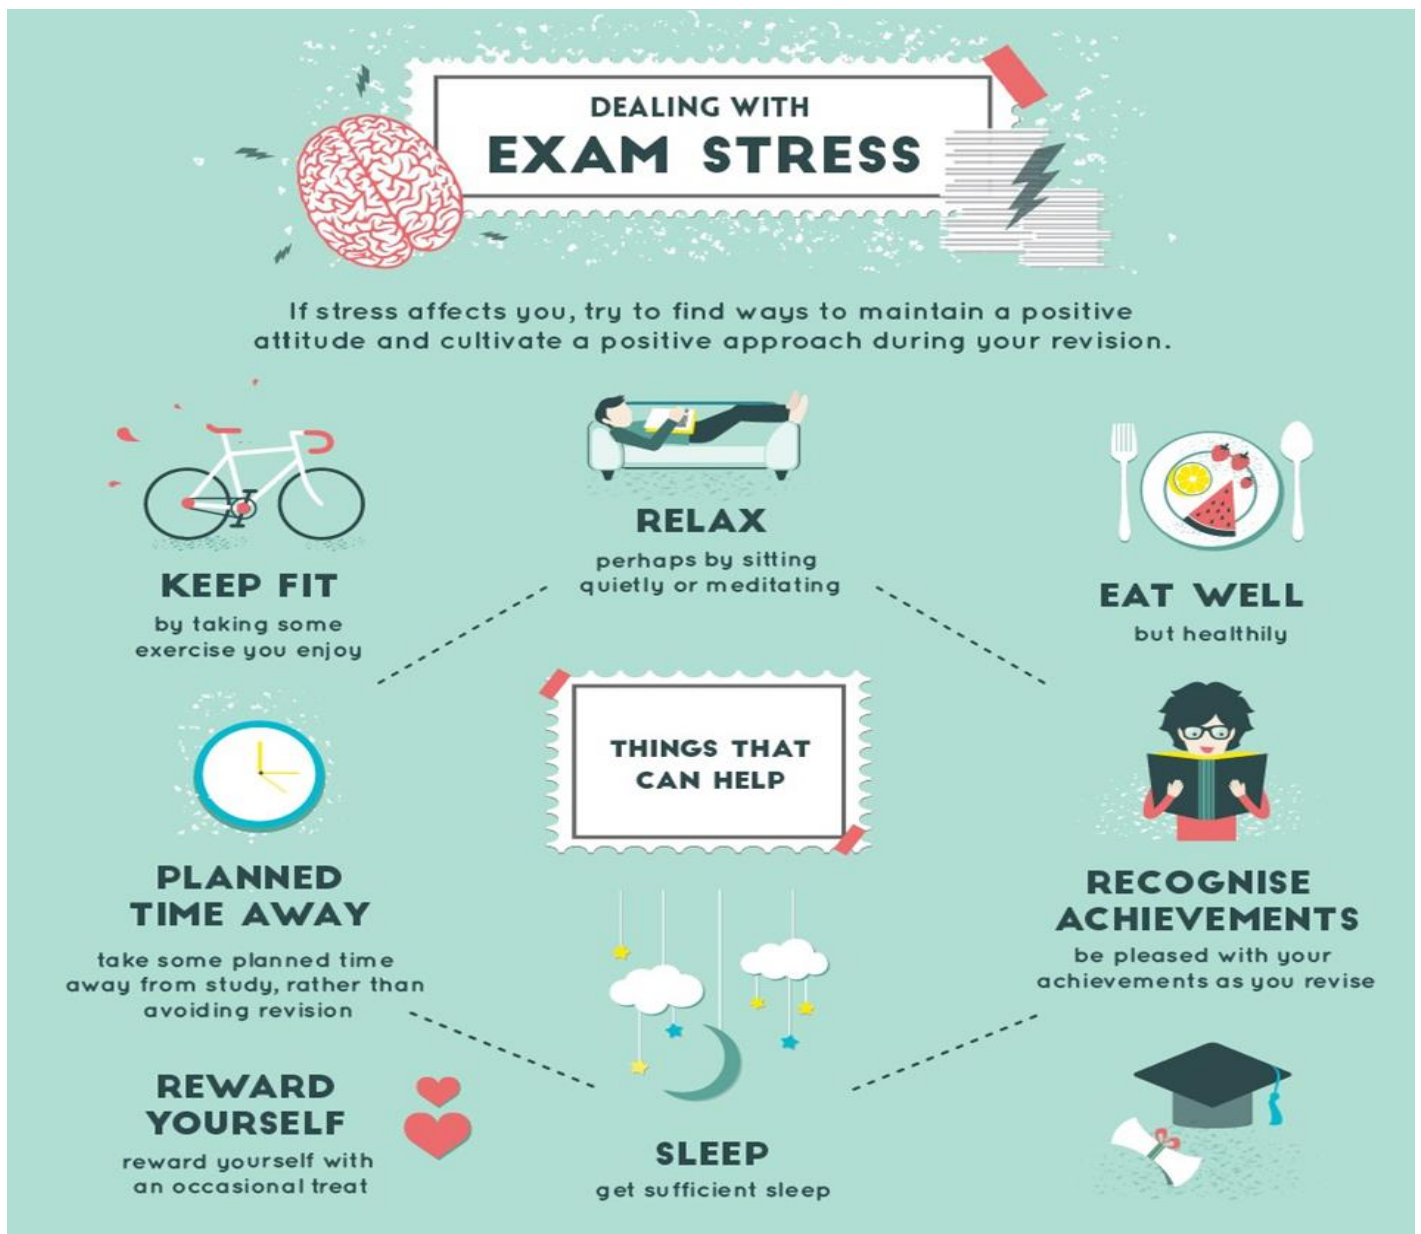 DEALING WITH
EXAM STRESS
If stress affects you, try to find ways to maintain a positive
attitude and cultivate a positive approach during your revision.
KEEP FIT
by taking some
exercise you enjoy
RELAX
perhaps by sitting
quietly or meditating
EAT WELL
but healthily
THINGS THAT
CAN HELP
PLANNED
TIME AWAY
take some planned time
away from study, rather than
avoiding revision
RECOGNISE
ACHIEVEMENTS
be pleased with your
achievements as you revise
REWARD
YOURSELF
reward yourself with
an occasional treat
SLEEP
get sufficient sleep